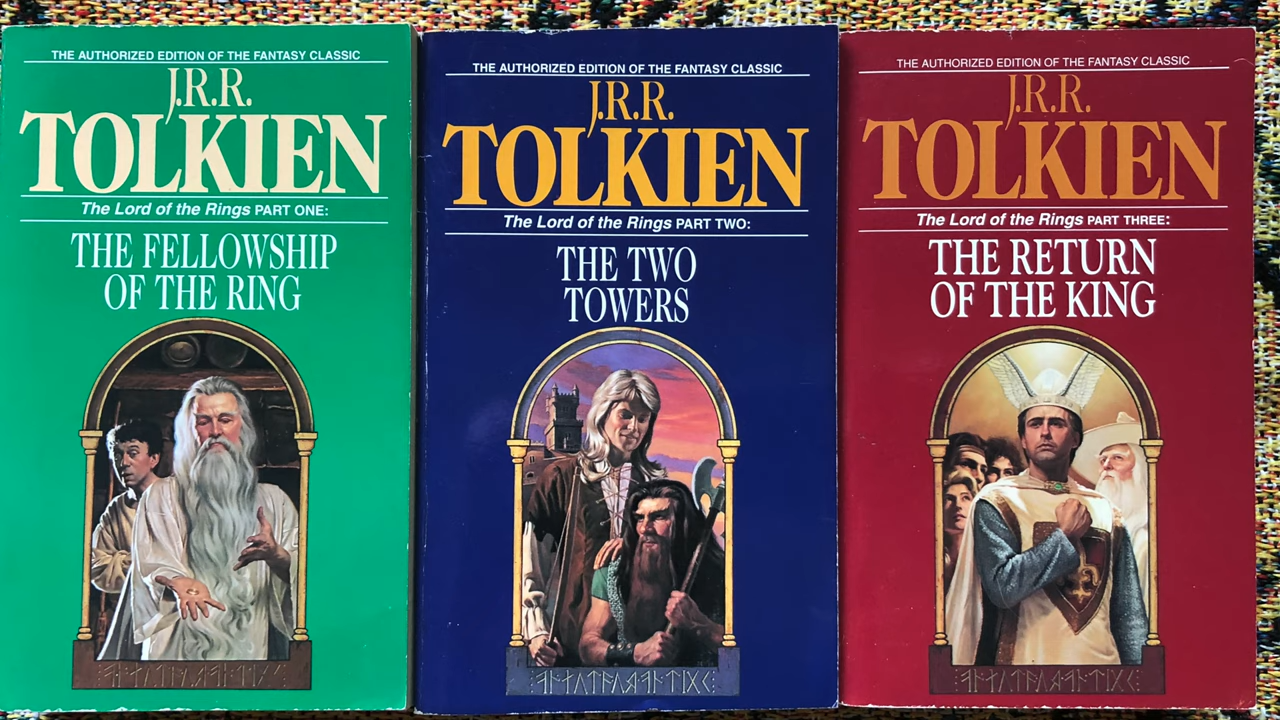 THE AUTHORIZED EDITION OF THE FANTASY CLASSIC
J.R.R.
TOLKIEN
The Lord of the Rings PART ONE:
THE FELLOWSHIP
OF THE RING
THE AUTHORIZED EDITION OF THE FANTASY CLASSIC
J.R.R.
TOLKIEN
The Lord of the Rings PART TWO:
THE TWO
TOWERS
THE AUTHORIZED EDITION OF THE FANTASY CLASSIC
J.R.R.
TOLKIEN
The Lord of the Rings PART THREE:
THE RETURN
OF THE KING